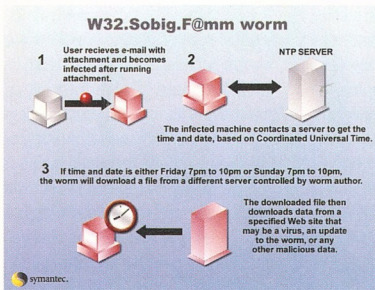 W32.Sobig.F@mm worm
1
User recieves e-mail with
attachment and becomes
infected after running
attachment.
2
NTP SERVER
The infected machine contacts a server to get the
time and date, based on Coordinated Universal Time.
3 If time and date is either Friday 7pm to 10pm or Sunday 7pm to 10pm,
the worm will download a file from a different server controlled by worm author.
The downloaded file then
downloads data from a
specified Web site that
may be a virus, an update
to the worm, or any
other malicious data.
symantec.